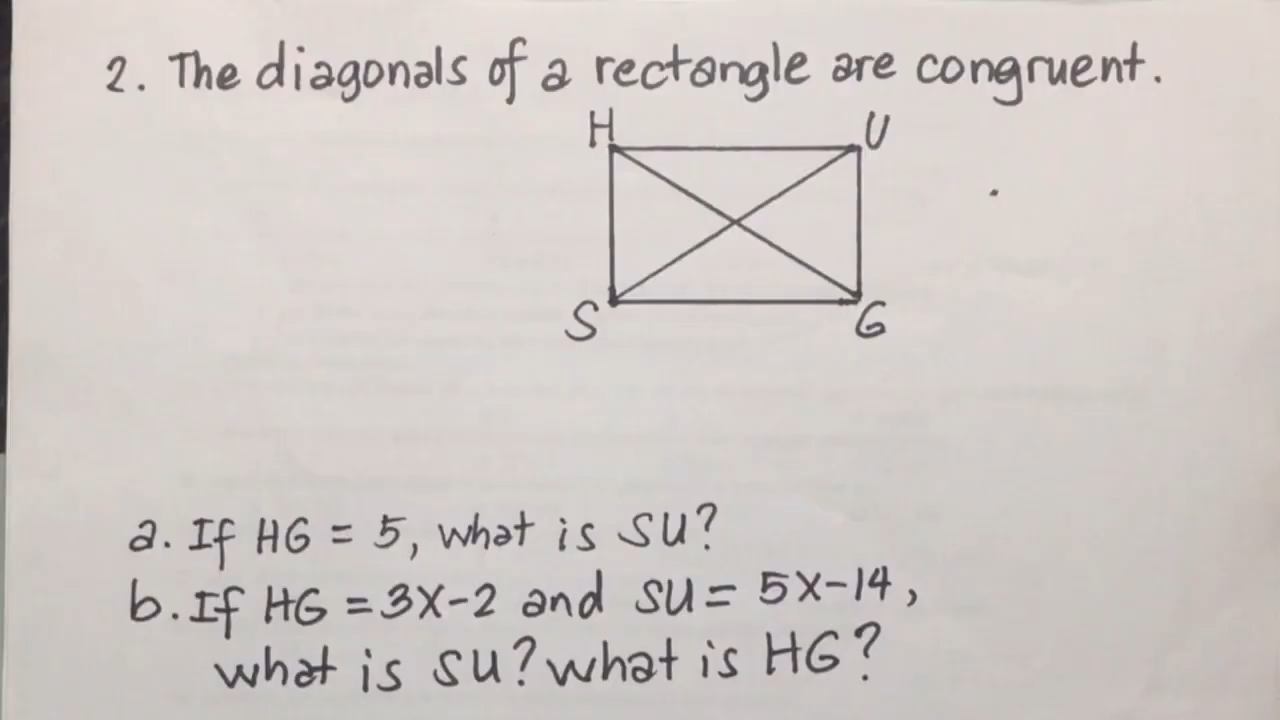 2. The diagonals of a rectangle are congruent.
H U
S G
a. If HG = 5, what is SU?
b. If HG = 3X-2 and SU = 5X-14,
what is SU? what is HG?